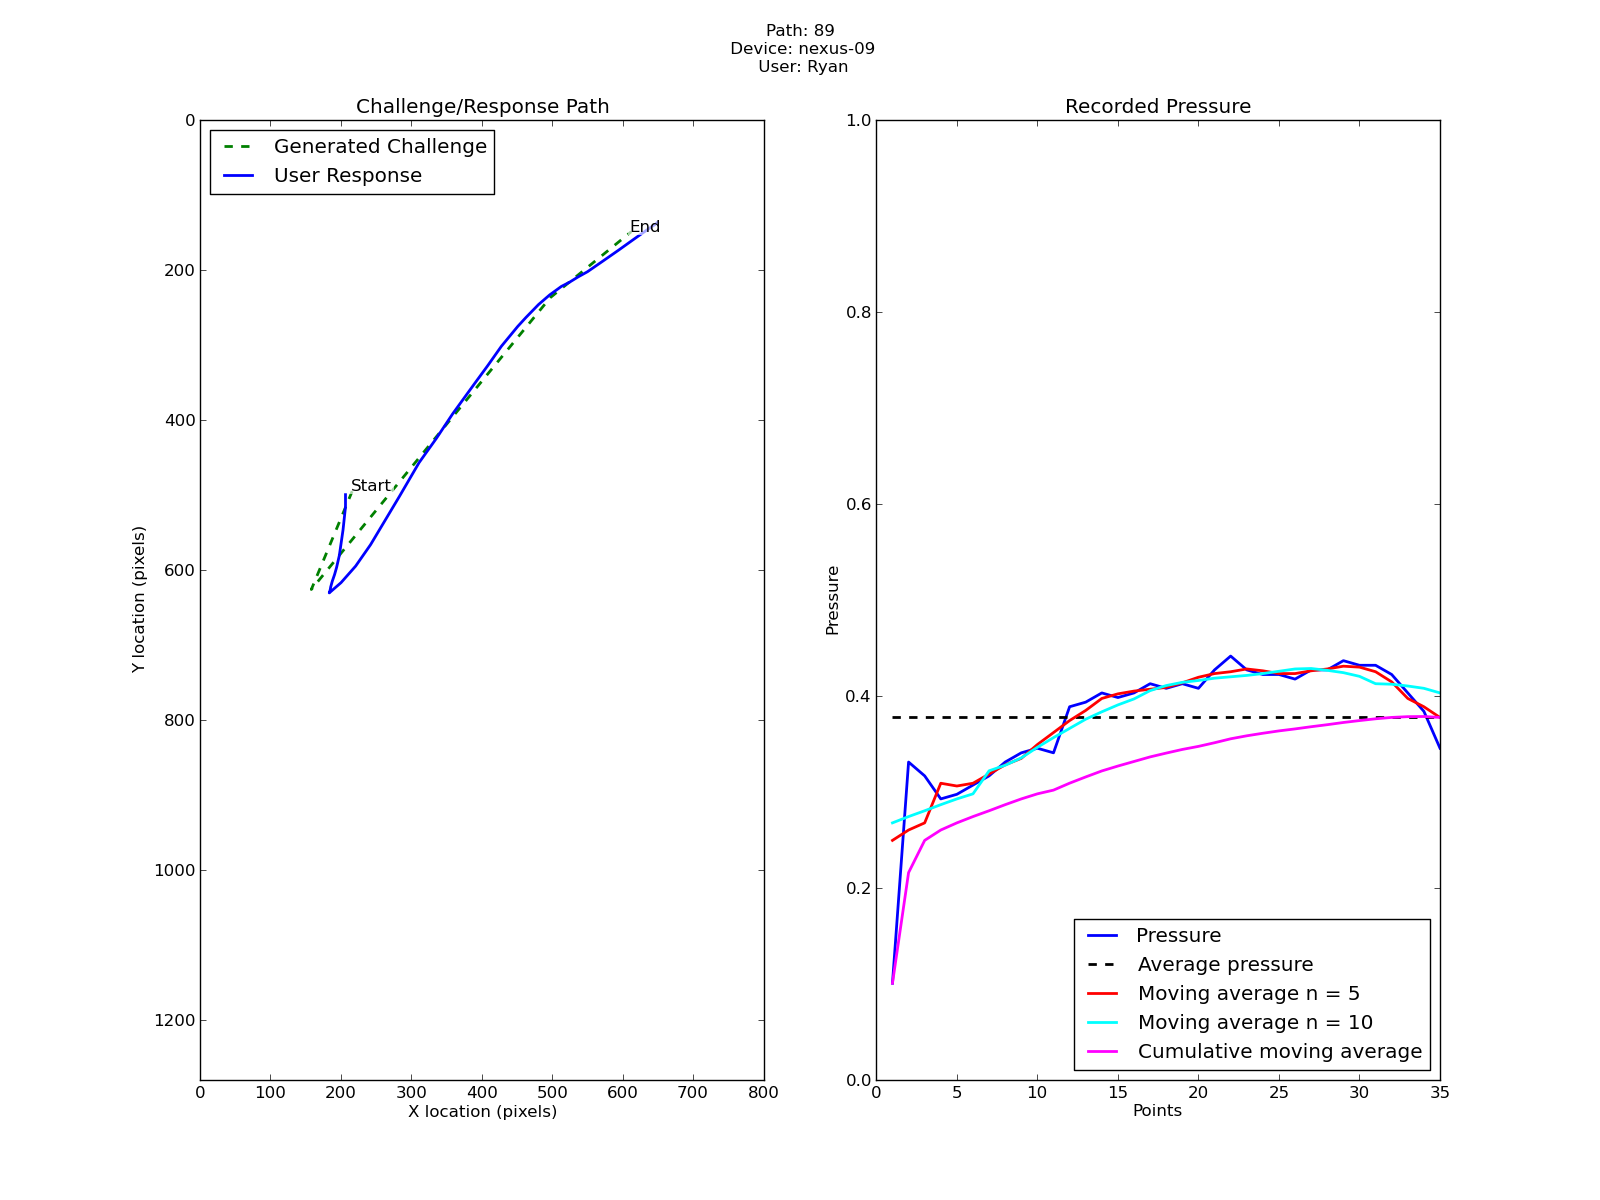 Path: 89
Device: nexus-09
User: Ryan
Challenge/Response Path
Generated Challenge
User Response
End
Start
0
200
400
600
800
1000
1200
Y location (pixels)
0 100 200 300 400 500 600 700 800
X location (pixels)
Recorded Pressure
1.0
0.8
0.6
0.4
0.2
0.0
Pressure
Pressure
Average pressure
Moving average n = 5
Moving average n = 10
Cumulative moving average
0 5 10 15 20 25 30 35
Points